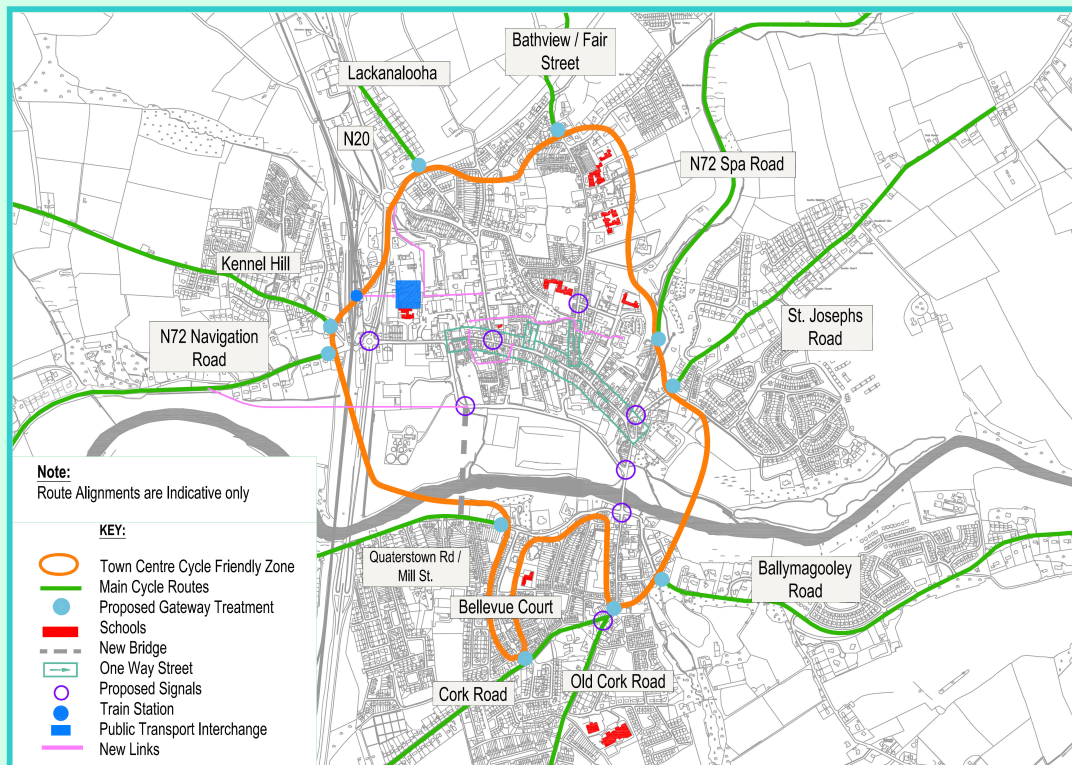 Bathview / Fair
Street
Lackanalooha
N20
N72 Spa Road
Kennel Hill
St. Josephs
Road
N72 Navigation
Road
Note:
Route Alignments are Indicative only
KEY:
Town Centre Cycle Friendly Zone
Main Cycle Routes
Proposed Gateway Treatment
Schools
New Bridge
One Way Street
Proposed Signals
Train Station
Public Transport Interchange
New Links
Quaterstown Rd /
Mill St.
Bellevue Court
Ballymagooley
Road
Cork Road
Old Cork Road